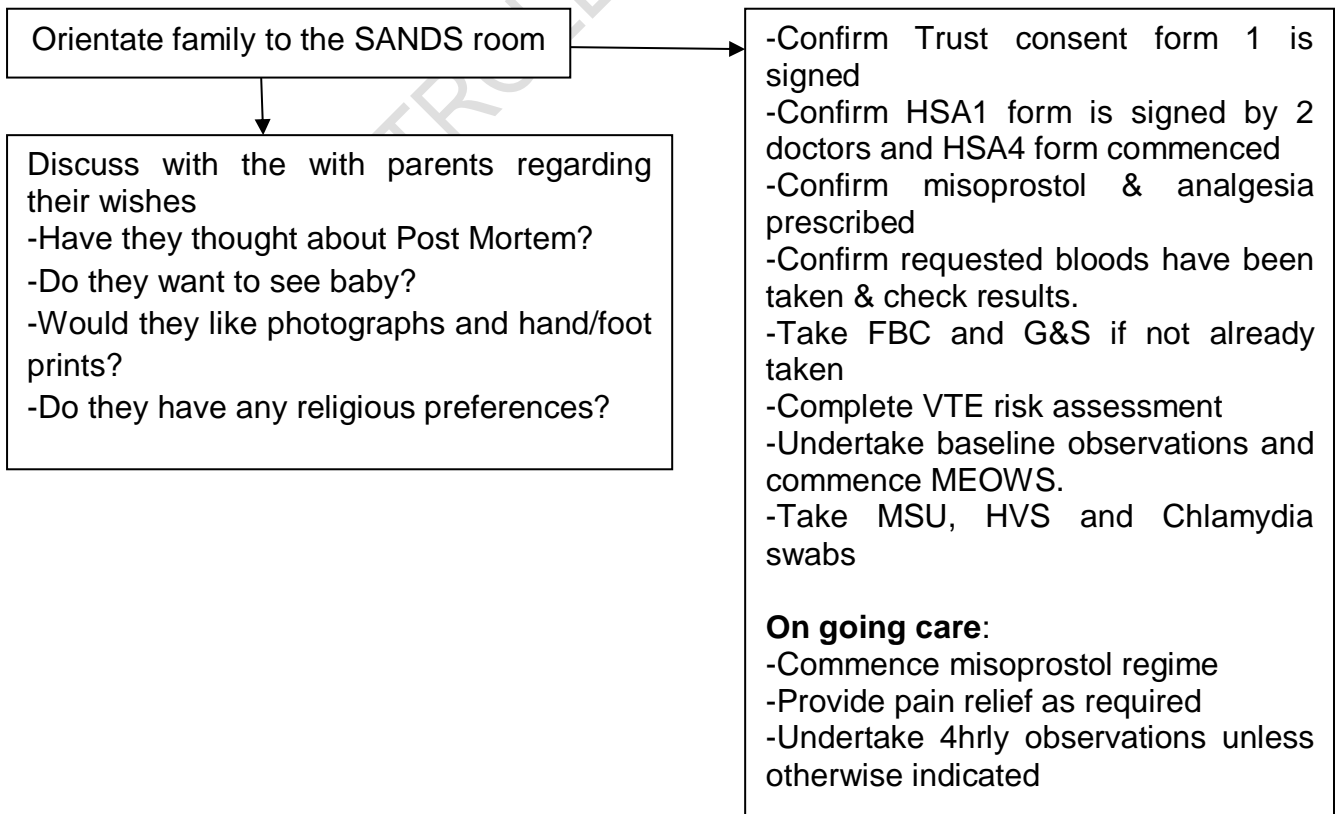 Orientate family to the SANDS room
Discuss with the with parents regarding
their wishes
-Have they thought about Post Mortem?
-Do they want to see baby?
-Would they like photographs and hand/foot
prints?
-Do they have any religious preferences?
-Confirm Trust consent form 1 is
signed
-Confirm HSA1 form is signed by 2
doctors and HSA4 form commenced
-Confirm misoprostol & analgesia
prescribed
-Confirm requested bloods have been
taken & check results.
-Take FBC and G&S if not already
taken
-Complete VTE risk assessment
-Undertake baseline observations and
commence MEOWS.
-Take MSU, HVS and Chlamydia
swabs
On going care:
-Commence misoprostol regime
-Provide pain relief as required
-Undertake 4hrly observations unless
otherwise indicated